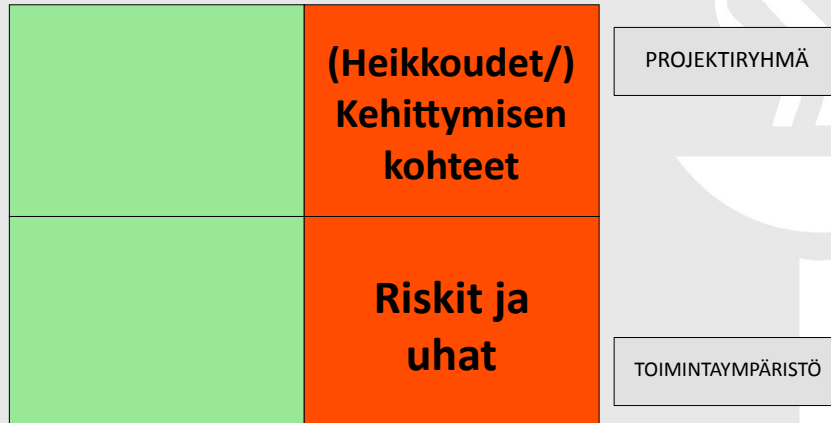 (Heikkoudet/)
Kehittymisen
kohteet
PROJEKTIRYHMÄ
Riskit ja
uhat
TOIMINTAYMPÄRISTÖ